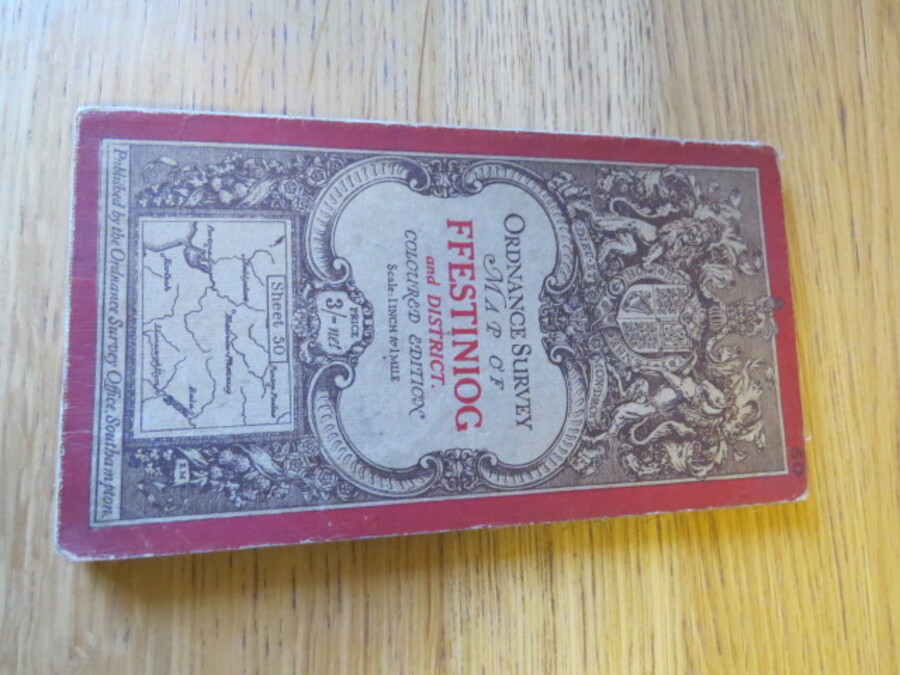 50
ORDNANCE SURVEY
MAP OF
FFESTINIOG
and DISTRICT.
COLOURED EDITION
Scale: 1 INCH to 1 MILE
PRICE
3/= net
Sheet 50
Published by the Ordnance Survey Office, Southampton.